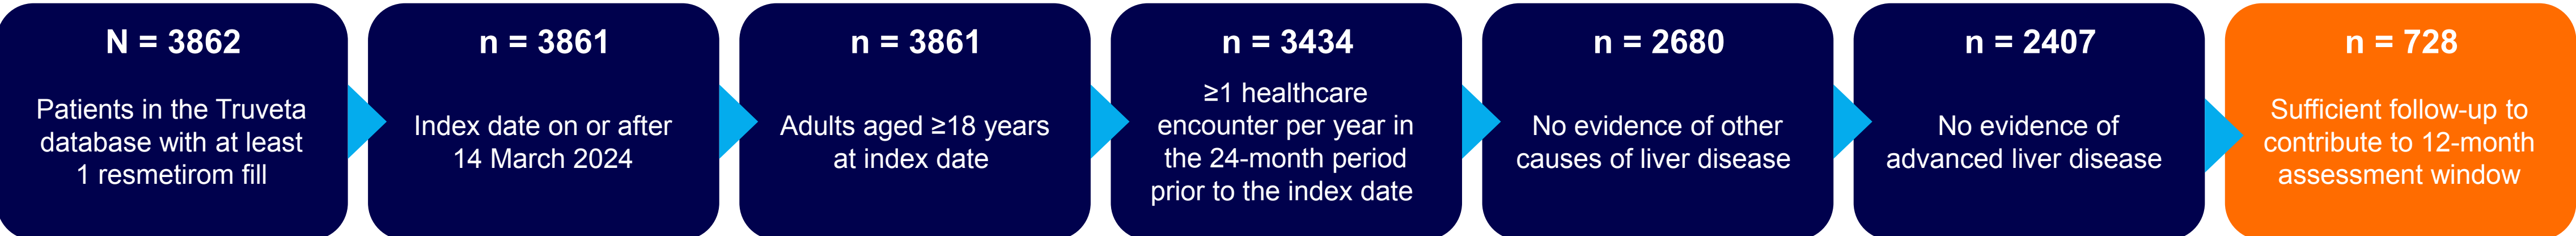 N = 3862
Patients in the Truveta
database with at least
1 resmetirom fill
n = 3861
Index date on or after
14 March 2024
n = 3861
Adults aged ≥18 years
at index date
n = 3434
≥1 healthcare
encounter per year in
the 24-month period
prior to the index date
n = 2680
No evidence of other
causes of liver disease
n = 2407
No evidence of
advanced liver disease
n = 728
Sufficient follow-up to
contribute to 12-month
assessment window